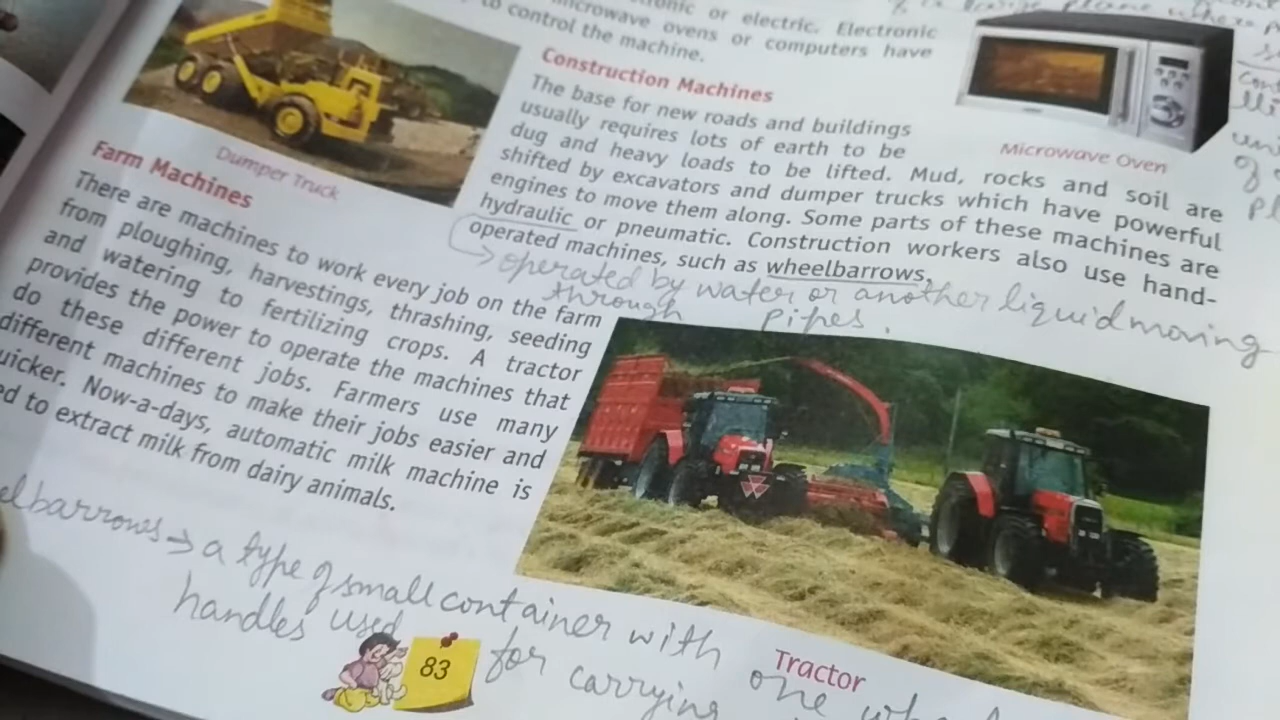 ctronic or electric. Electronic
microwave ovens or computers have
to control the machine.
Microwave Oven
Construction Machines
The base for new roads and buildings
usually requires lots of earth to be
dug and heavy loads to be lifted. Mud, rocks and soil are
shifted by excavators and dumper trucks which have powerful
engines to move them along. Some parts of these machines are
hydraulic or pneumatic. Construction workers also use hand-
operated machines, such as wheelbarrows.
operated by water or another liquid moving
through pipes.
Dumper Truck
Farm Machines
There are machines to work every job on the farm
from ploughing, harvestings, thrashing, seeding
and watering to fertilizing crops. A tractor
provides the power to operate the machines that
do these different jobs. Farmers use many
different machines to make their jobs easier and
uicker. Now-a-days, automatic milk machine is
ed to extract milk from dairy animals.
elbarrows → a type of small container with one
handles used for carrying
Tractor
83